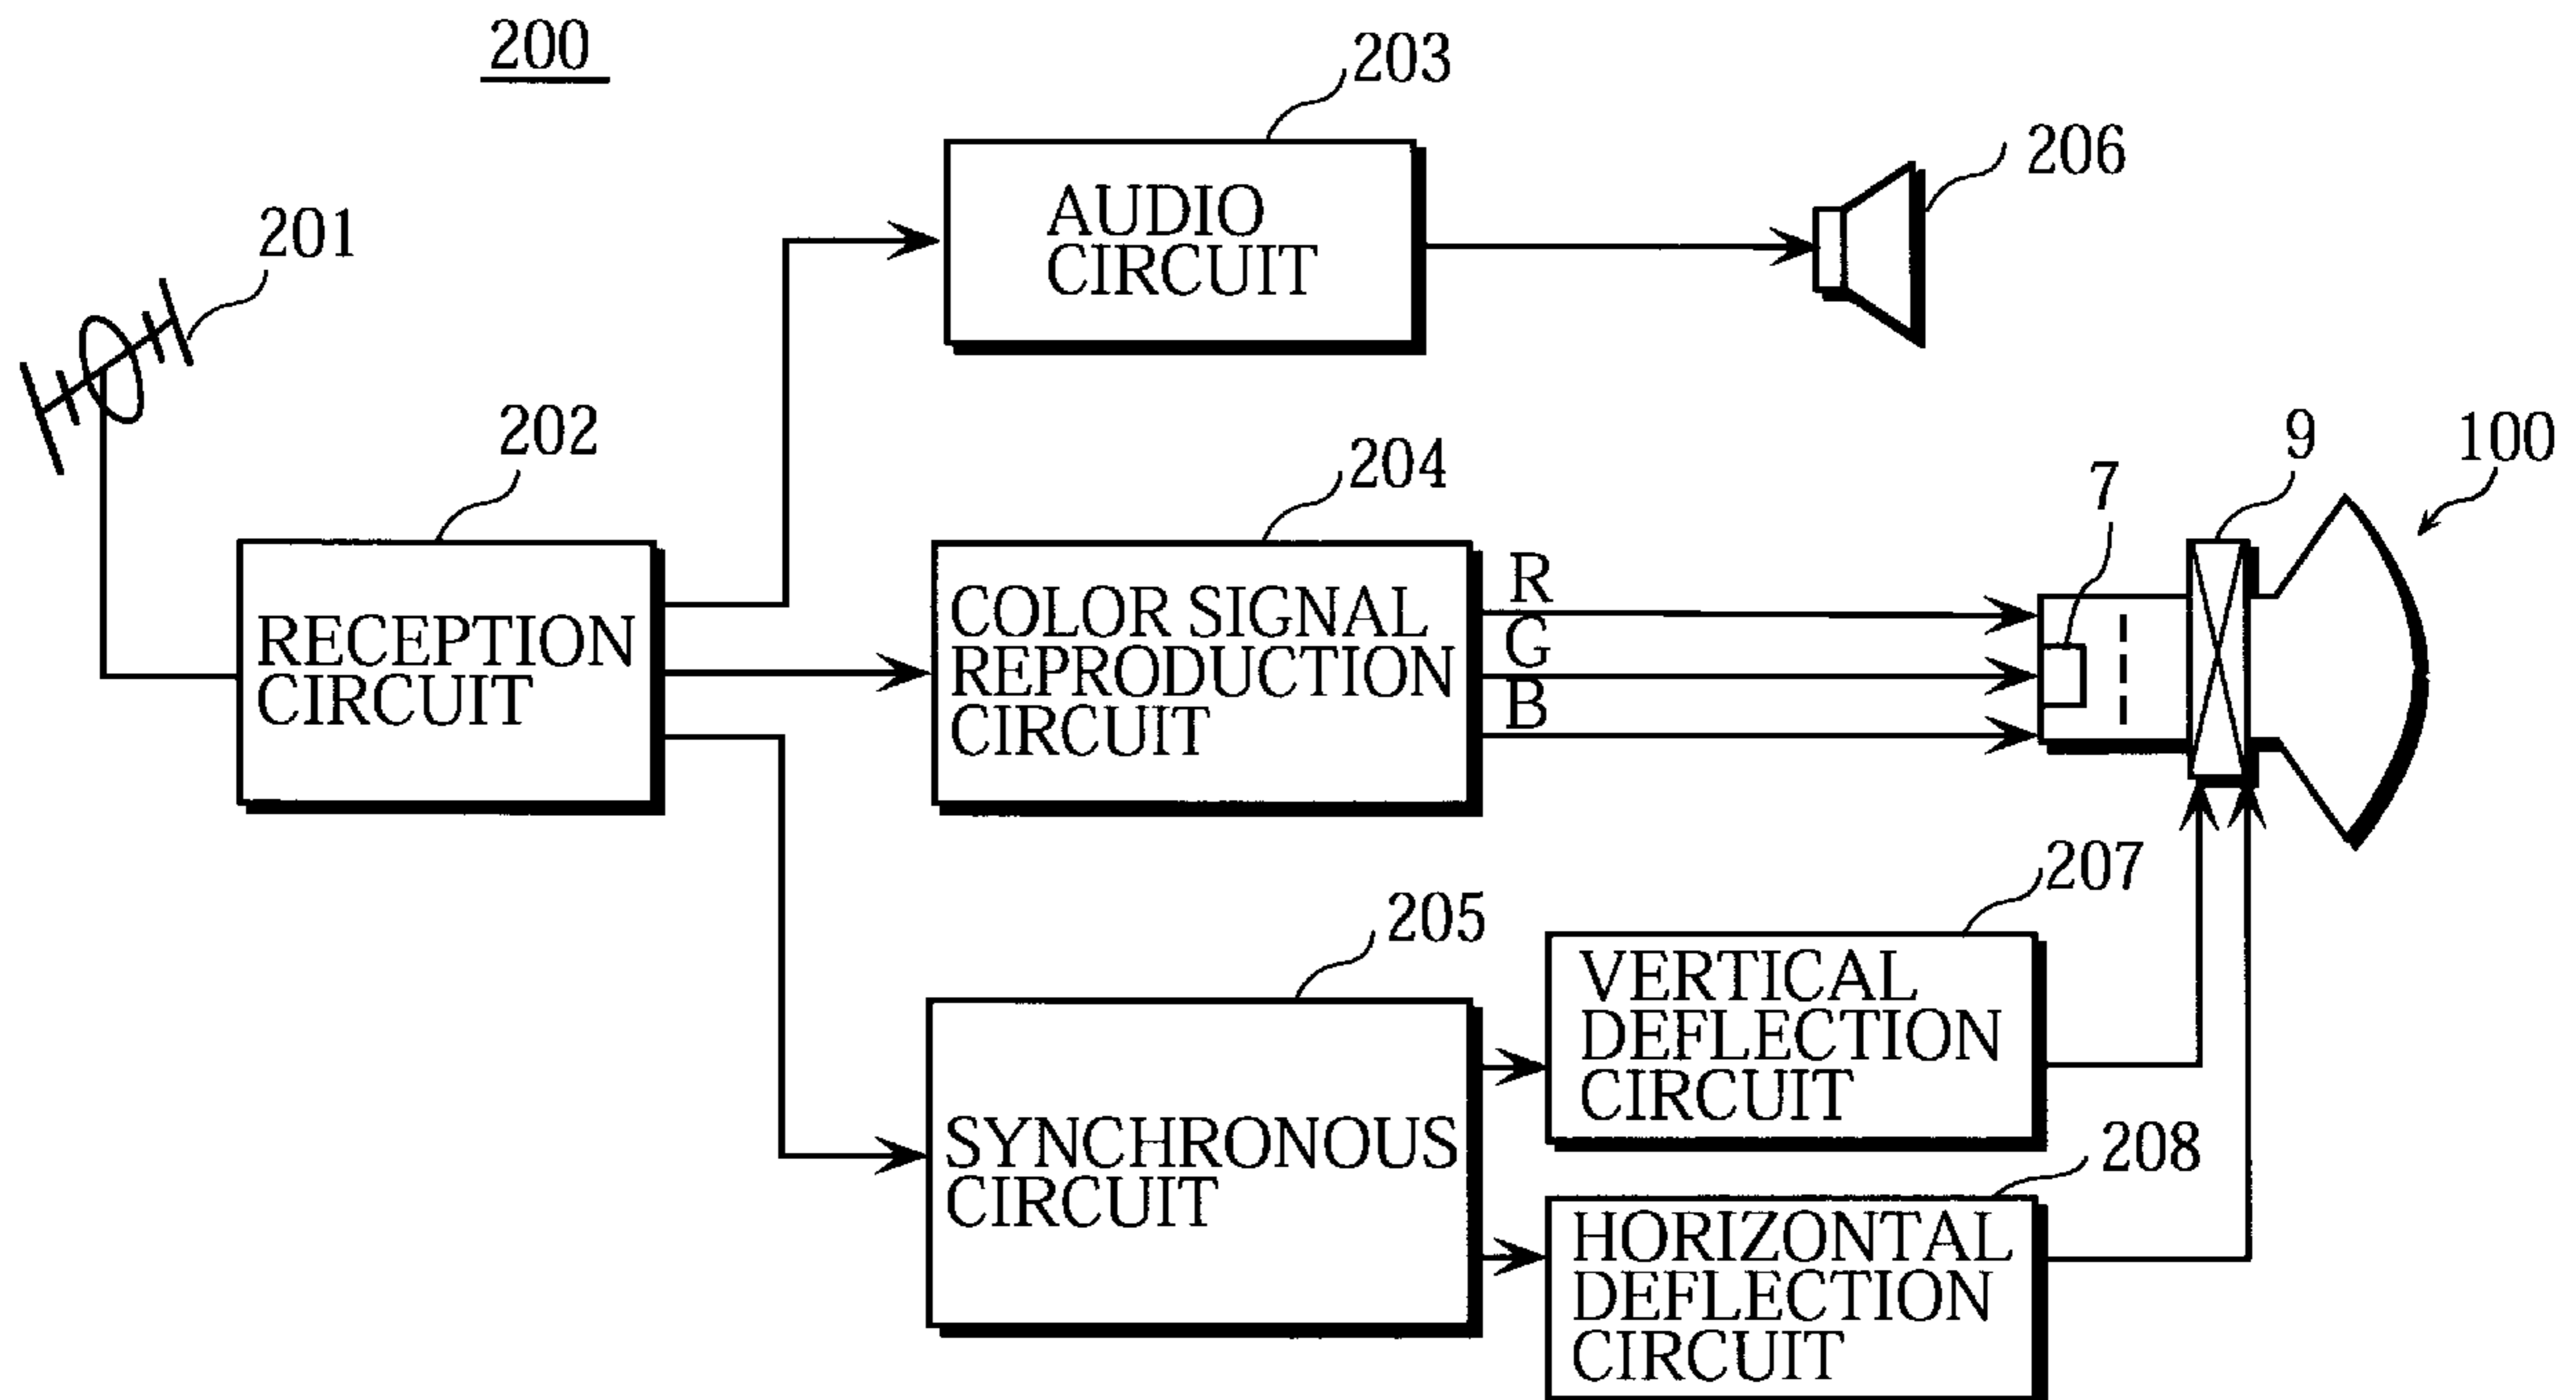 200
203
AUDIO
CIRCUIT
206
201
202
RECEPTION
CIRCUIT
204
COLOR SIGNAL
REPRODUCTION
CIRCUIT
R
G
B
7
9
100
205
SYNCHRONOUS
CIRCUIT
207
VERTICAL
DEFLECTION
CIRCUIT
208
HORIZONTAL
DEFLECTION
CIRCUIT